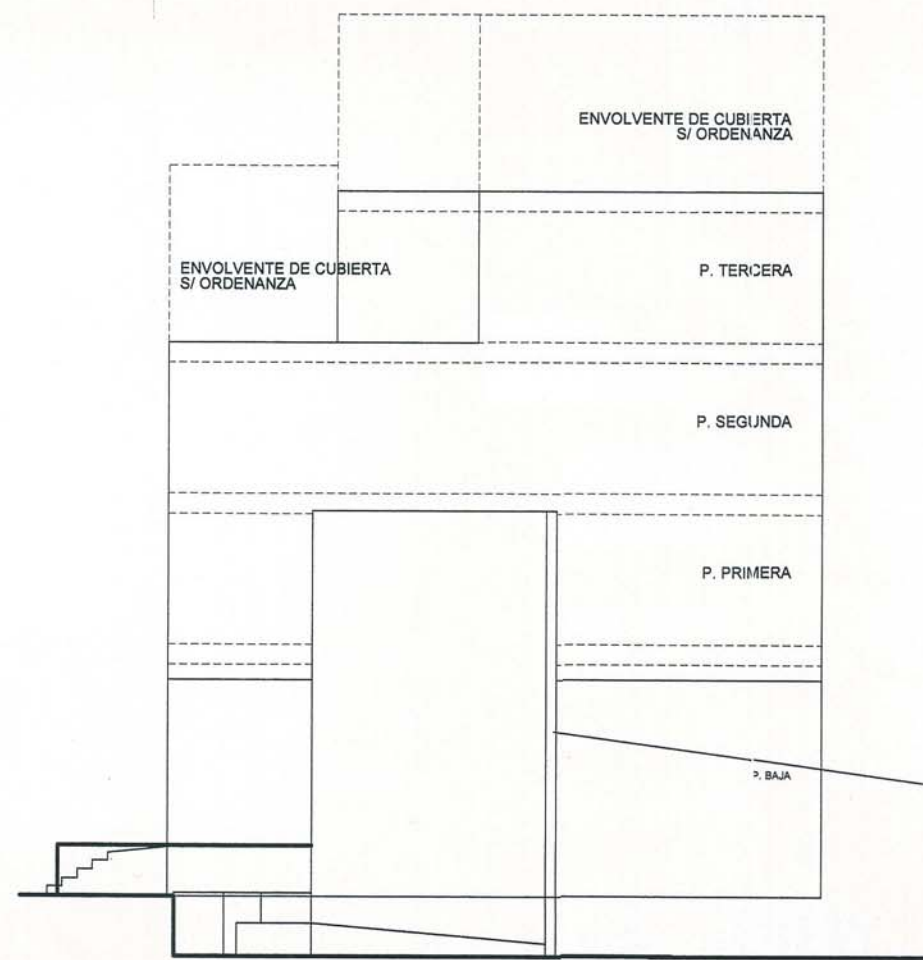 ENVOLVENTE DE CUBIERTA
S/ ORDENANZA
ENVOLVENTE DE CUBIERTA
S/ ORDENANZA
P. TERCERA
P. SEGUNDA
P. PRIMERA
P. BAJA